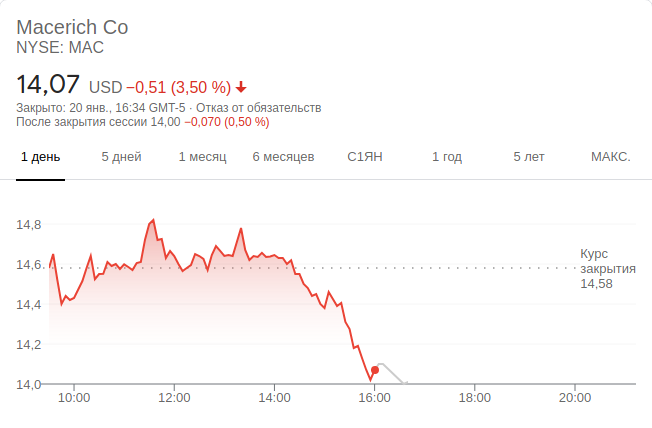 Macerich Co
NYSE: MAC
14,07 USD −0,51 (3,50 %)
Закрыто: 20 янв., 16:34 GMT-5 · Отказ от обязательств
После закрытия сессии 14,00 −0,070 (0,50 %)
1 день 5 дней 1 месяц 6 месяцев С1ЯН 1 год 5 лет МАКС.
14,8
14,6
14,4
14,2
14,0
Курс
закрытия
14,58
10:00 12:00 14:00 16:00 18:00 20:00